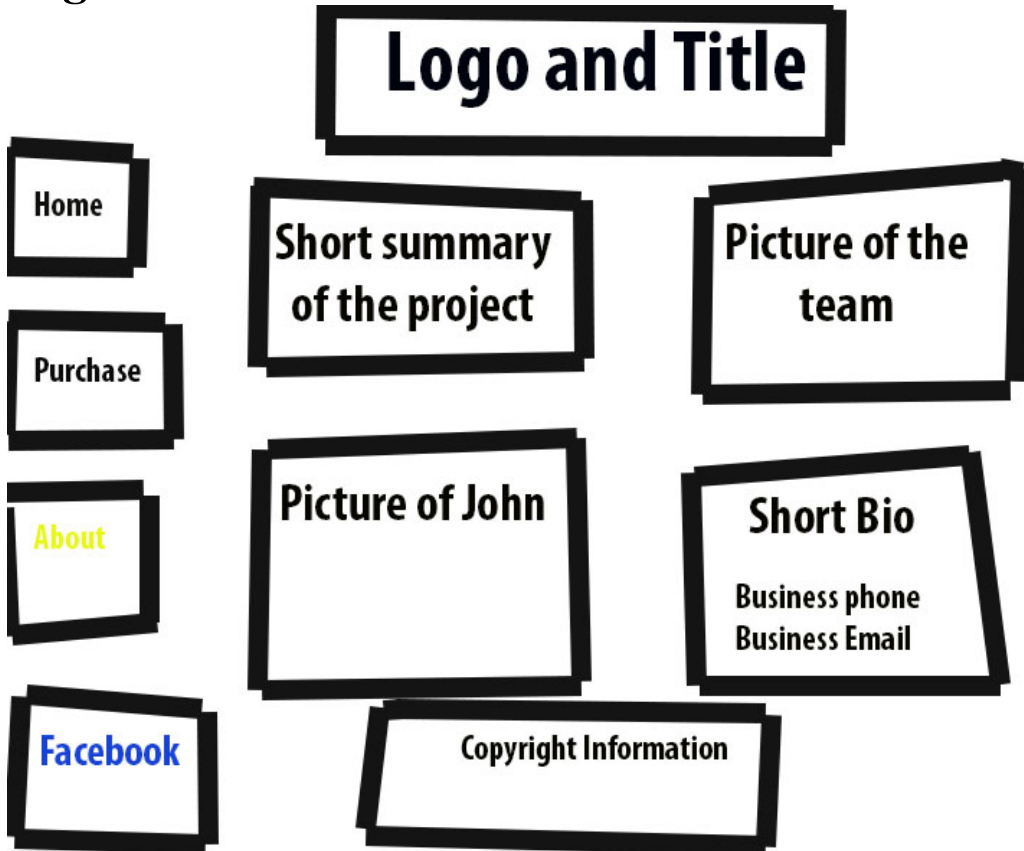 Logo and Title
Home
Short summary
of the project
Picture of the
team
Purchase
About
Picture of John
Short Bio
Business phone
Business Email
Facebook
Copyright Information